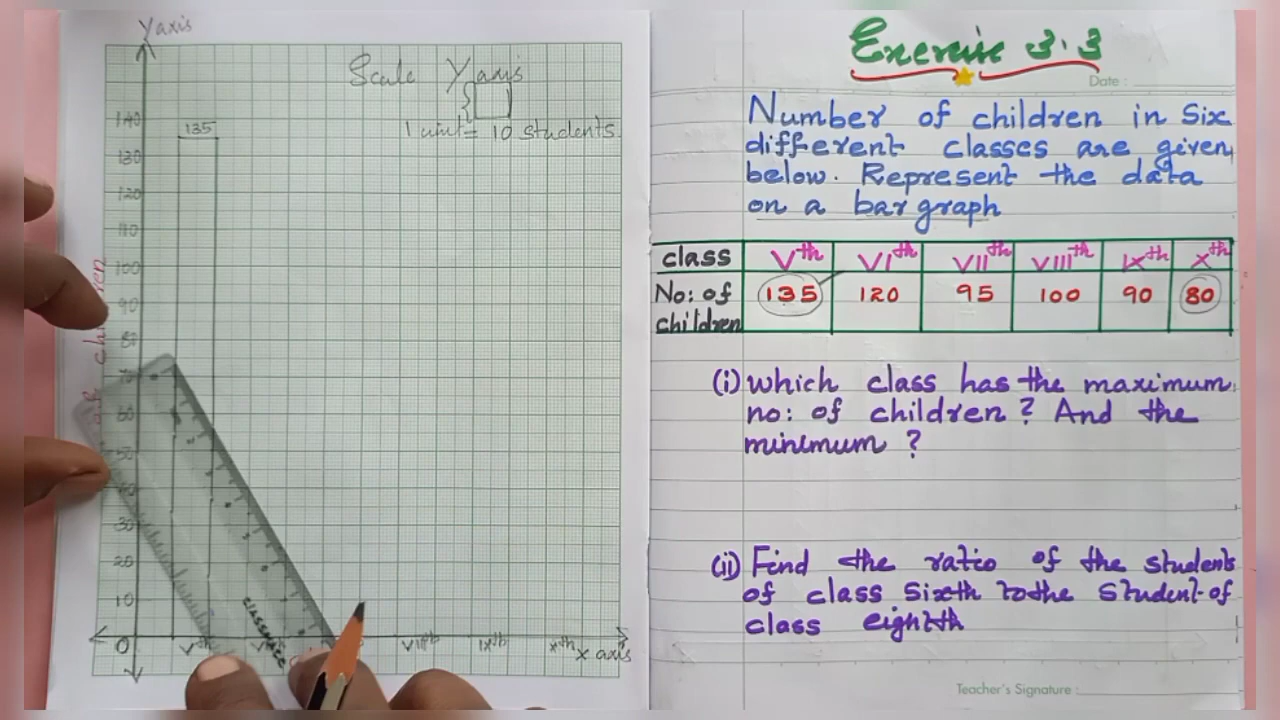 Y axis
Scale Y axis
1 unit = 10 students
140
135
130
120
110
100
90
80
70
60
50
40
30
20
10
0
Vth
VIIIth
IXth
Xth
X axis
of children
classmate
Exercise 3.3
Date :
Number of children in Six
different classes are given
below. Represent the data
on a bar graph
class Vth VIth VIIth VIIIth IXth Xth
No: of children 135 120 95 100 90 80
(i) which class has the maximum
no: of children ? And the
minimum ?
(ii) Find the ratio of the students
of class sixth to the student of
class eighth
Teacher's Signature :